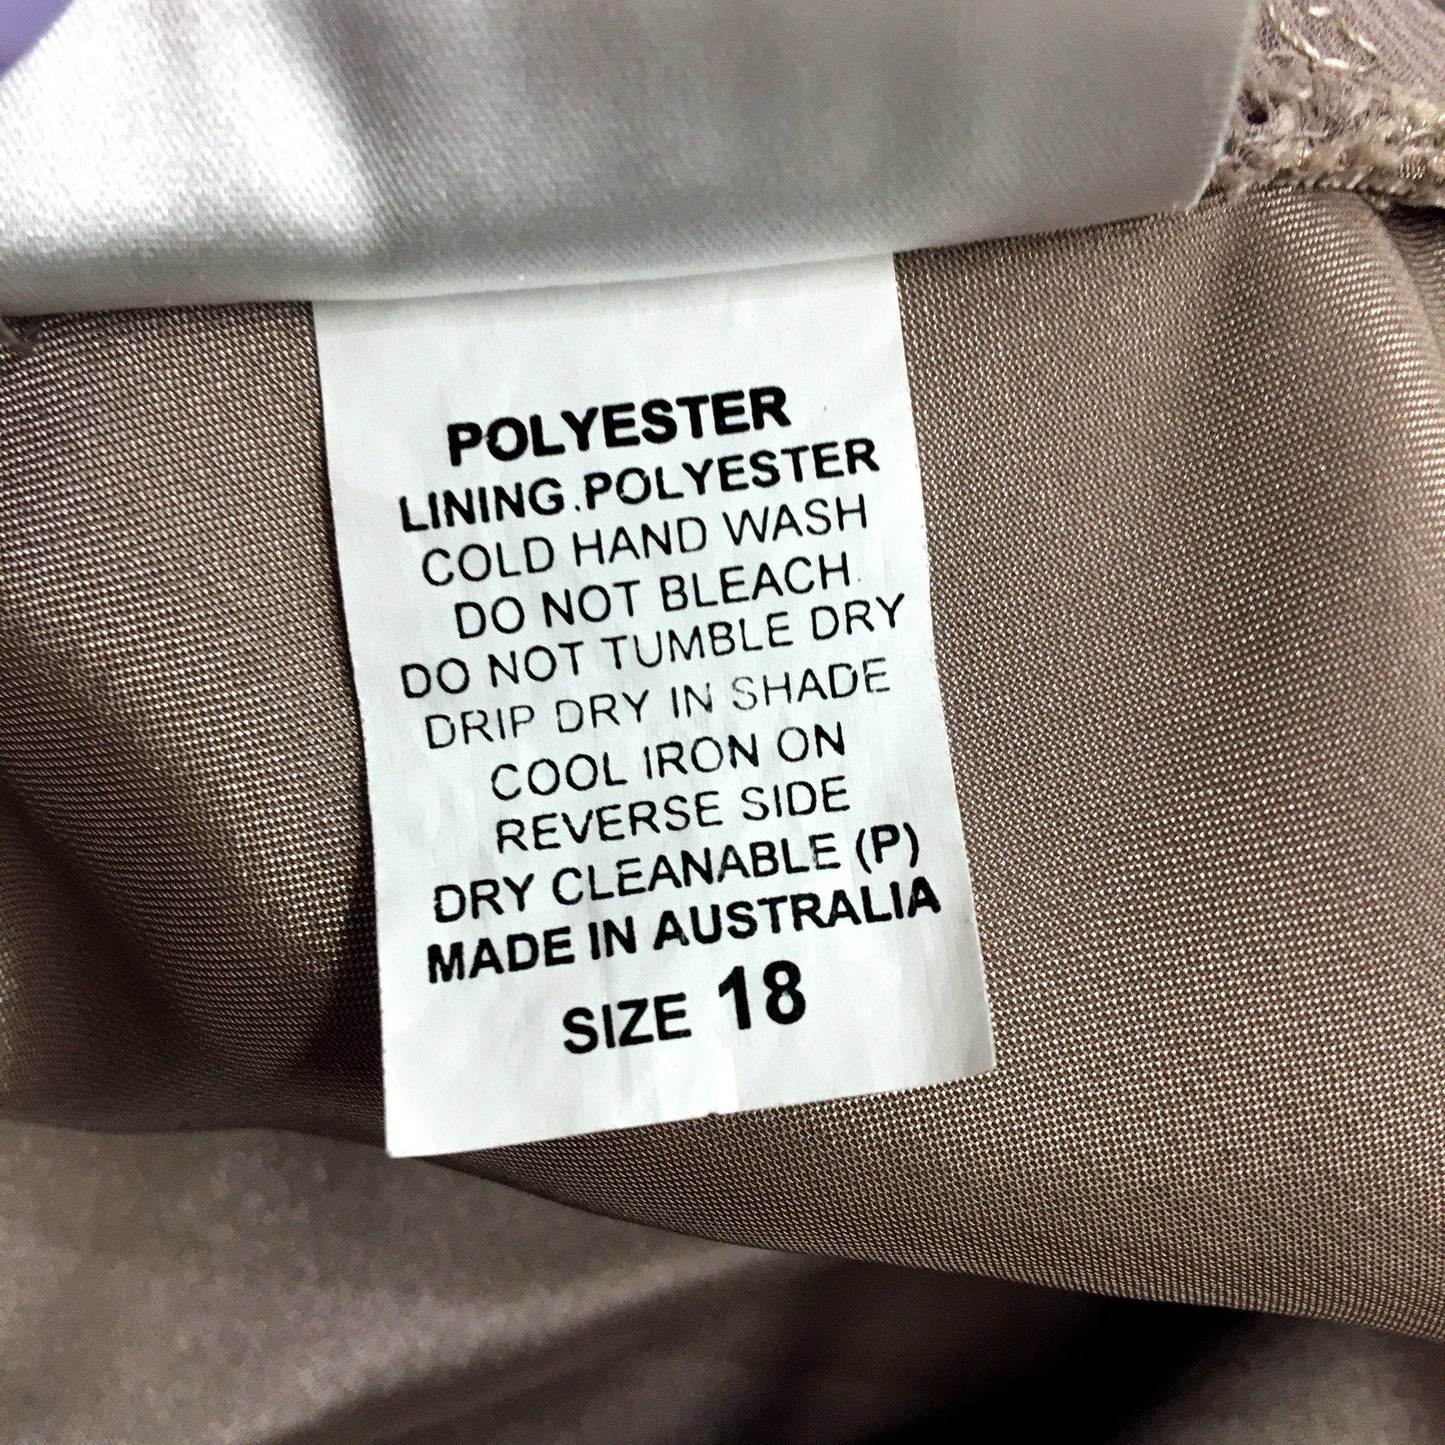 POLYESTER
LINING.POLYESTER
COLD HAND WASH
DO NOT BLEACH
DO NOT TUMBLE DRY
DRIP DRY IN SHADE
COOL IRON ON
REVERSE SIDE
DRY CLEANABLE (P)
MADE IN AUSTRALIA
SIZE 18